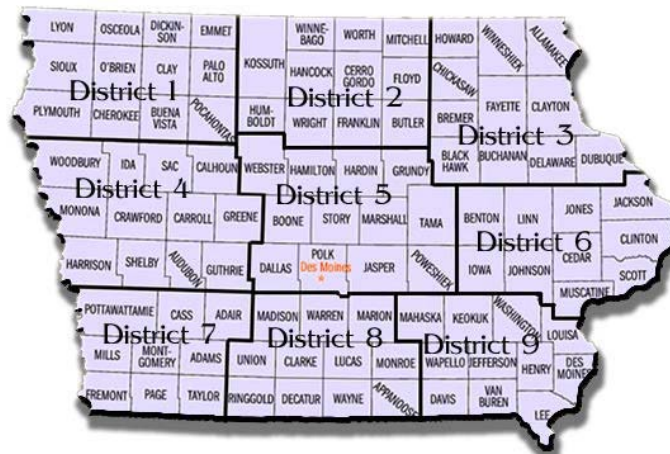 LYON
OSCEOLA
DICKIN-
SON
EMMET
SIOUX
O'BRIEN
CLAY
PALO
ALTO
District 1
PLYMOUTH
CHEROKEE
BUENA
VISTA
POCAHONTAS
KOSSUTH
WINNE-
BAGO
WORTH
MITCHELL
HANCOCK
CERRO
GORDO
FLOYD
District 2
HUM-
BOLDT
WRIGHT
FRANKLIN
BUTLER
HOWARD
WINNESHIEK
ALLAMAKEE
CHICKASAW
FAYETTE
CLAYTON
BREMER
District 3
BLACK
HAWK
BUCHANAN
DELAWARE
DUBUQUE
WOODBURY
IDA
SAC
CALHOUN
District 4
MONONA
CRAWFORD
CARROLL
GREENE
HARRISON
SHELBY
AUDUBON
GUTHRIE
WEBSTER
HAMILTON
HARDIN
GRUNDY
District 5
BOONE
STORY
MARSHALL
TAMA
DALLAS
POLK
Des Moines
JASPER
POWESHIEK
BENTON
LINN
JONES
JACKSON
District 6
CEDAR
CLINTON
IOWA
JOHNSON
SCOTT
MUSCATINE
POTTAWATTAMIE
CASS
ADAIR
District 7
MILLS
MONT-
GOMERY
ADAMS
FREMONT
PAGE
TAYLOR
MADISON
WARREN
MARION
District 8
UNION
CLARKE
LUCAS
MONROE
RINGGOLD
DECATUR
WAYNE
APPANOOSE
MAHASKA
KEOKUK
WASHINGTON
LOUISA
District 9
WAPELLO
JEFFERSON
HENRY
DES
MOINES
DAVIS
VAN
BUREN
LEE